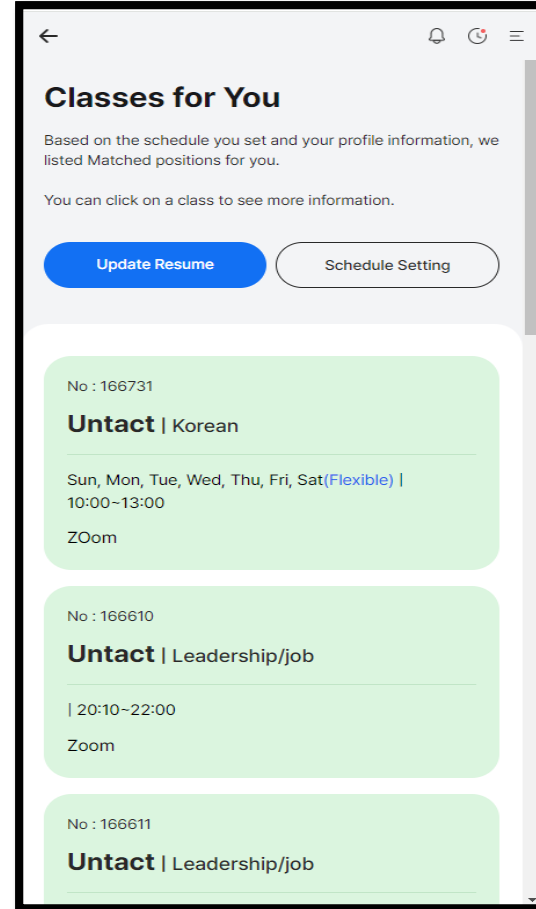 Classes for You
Based on the schedule you set and your profile information, we
listed Matched positions for you.
You can click on a class to see more information.
Update Resume
Schedule Setting
No : 166731
Untact | Korean
Sun, Mon, Tue, Wed, Thu, Fri, Sat(Flexible) |
10:00~13:00
ZOom
No : 166610
Untact | Leadership/job
| 20:10~22:00
Zoom
No : 166611
Untact | Leadership/job